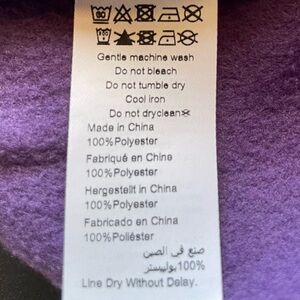 Gentle machine wash
Do not bleach
Do not tumble dry
Cool iron
Do not dryclean
Made in China
100%Polyester
Fabriqué en Chine
100%Polyester
Hergestellt in China
100%Polyester
Fabricado en China
100%Poliéster
صنع في الصين
100%بوليستر
Line Dry Without Delay.